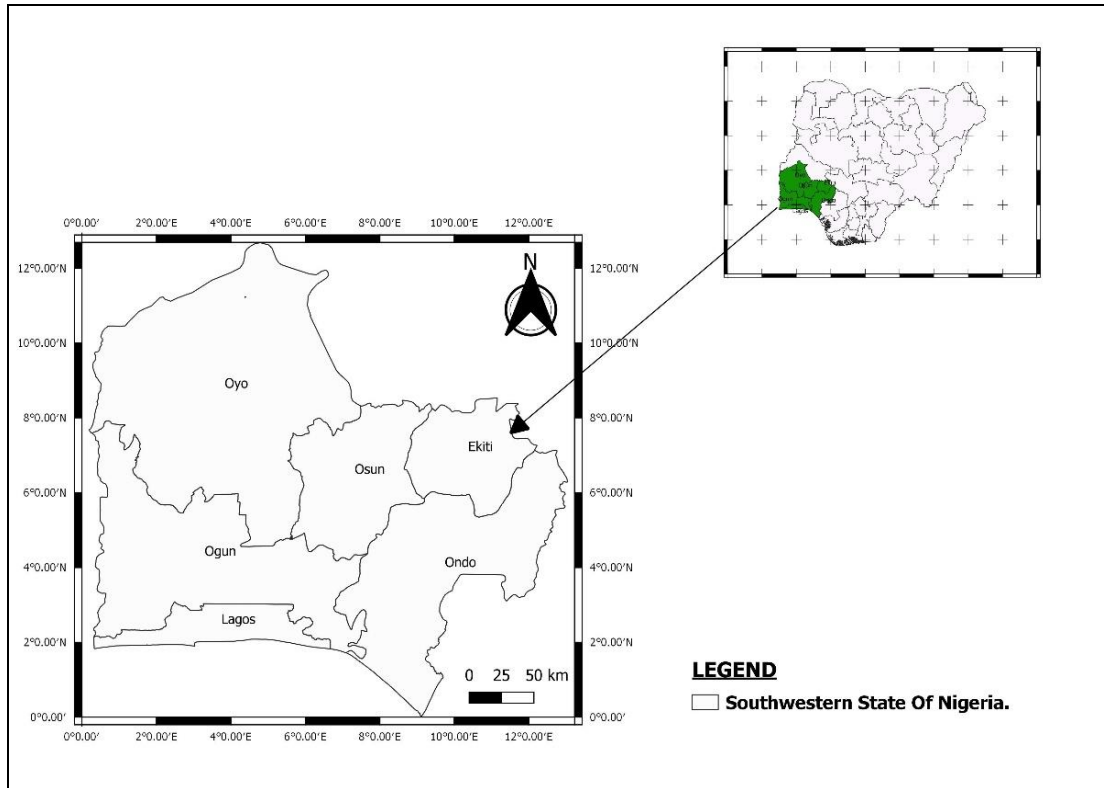 0°0.00′ 2°0.00′E 4°0.00′E 6°0.00′E 8°0.00′E 10°0.00′E 12°0.00′E
12°0.00′N 12°0.00′N
N
10°0.00′N 10°0.00′N
Oyo
8°0.00′N 8°0.00′N
Ekiti
Osun
6°0.00′N 6°0.00′N
Ogun
Ondo
4°0.00′N 4°0.00′N
Lagos
2°0.00′N 2°0.00′N
0 25 50 km
0°0.00′ 0°0.00′
0°0.00′ 2°0.00′E 4°0.00′E 6°0.00′E 8°0.00′E 10°0.00′E 12°0.00′E
LEGEND
Southwestern State Of Nigeria.